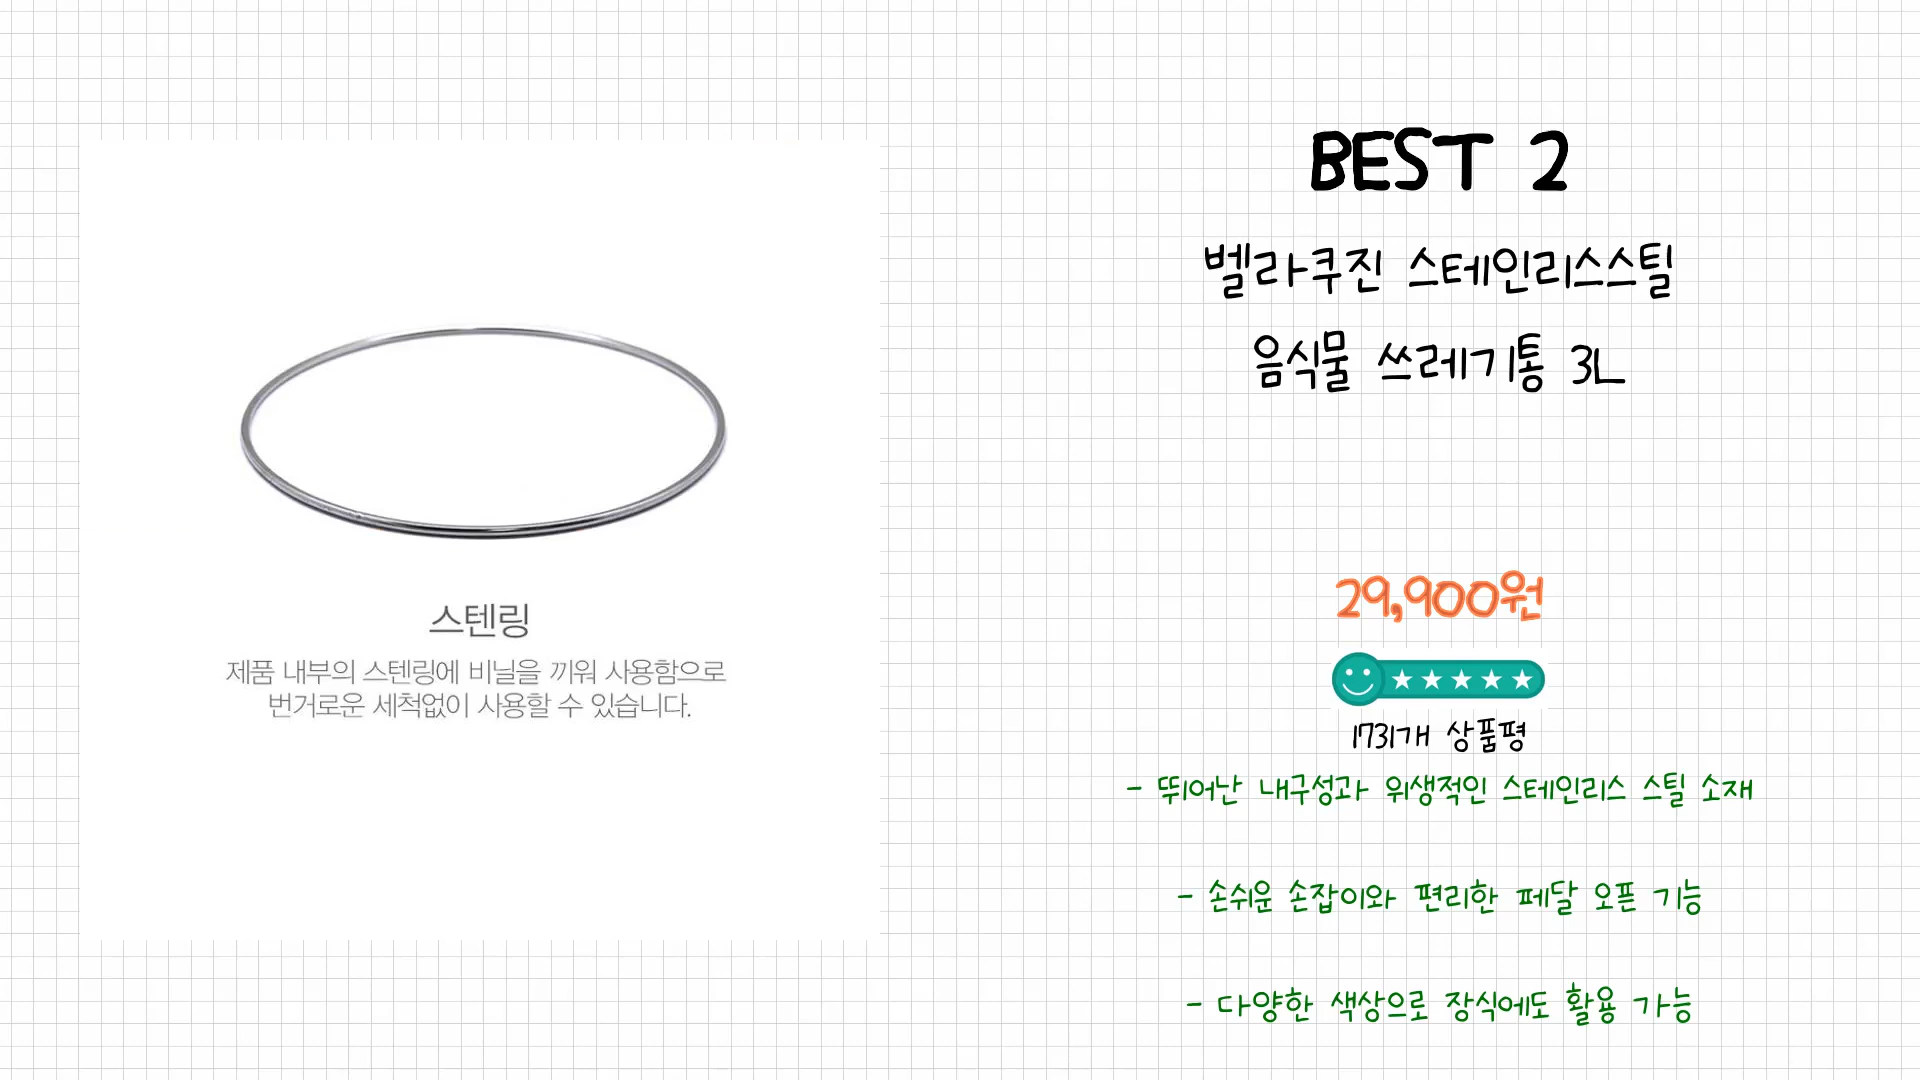 스텐링
제품 내부의 스텐링에 비닐을 끼워 사용함으로
번거로운 세척없이 사용할 수 있습니다.
BEST 2
벨라쿠진 스테인리스스틸
음식물 쓰레기통 3L
29,900원
1731개 상품평
- 뛰어난 내구성과 위생적인 스테인리스 스틸 소재
- 손쉬운 손잡이와 편리한 페달 오픈 기능
- 다양한 색상으로 장식에도 활용 가능